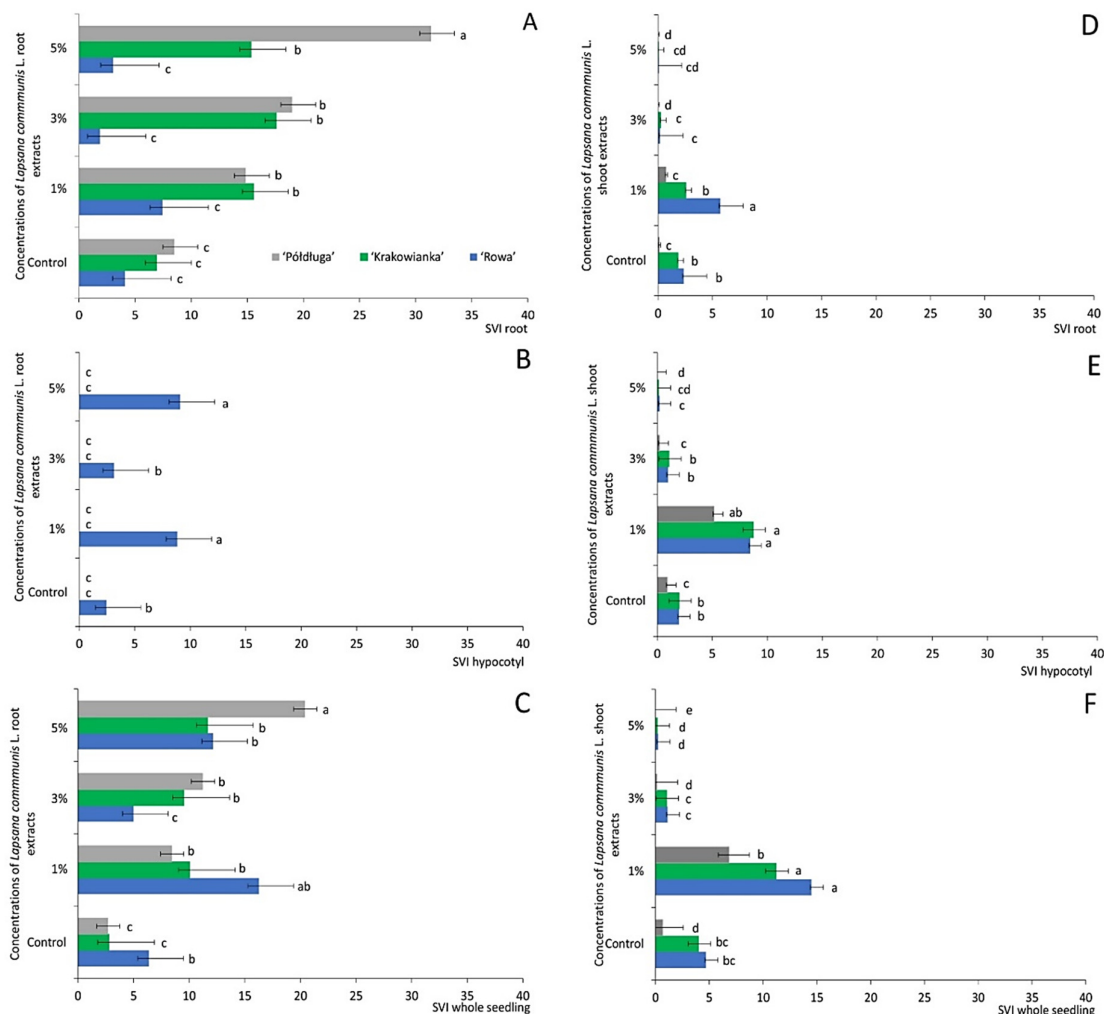 A
Concentrations of Lapsana commmunis L. root
extracts
5%
a
b
c
3%
b
b
c
1%
b
b
c
Control
c
c
c
'Półdługa' 'Krakowianka' 'Rowa'
0 5 10 15 20 25 30 35 40
SVI root
D
Concentrations of Lapsana commmunis L.
shoot extracts
5%
d
cd
cd
3%
d
c
c
1%
c
b
a
Control
c
b
b
0 5 10 15 20 25 30 35 40
SVI root
B
Concentrations of Lapsana commmunis L. root
extracts
5%
c
c
a
3%
c
c
b
1%
c
c
a
Control
c
c
b
0 5 10 15 20 25 30 35 40
SVI hypocotyl
E
Concentrations of Lapsana commmunis L. shoot
extracts
5%
d
cd
c
3%
c
b
b
1%
ab
a
a
Control
c
b
b
0 5 10 15 20 25 30 35 40
SVI hypocotyl
C
Concentrations of Lapsana commmunis L. root
extracts
5%
a
b
b
3%
b
b
c
1%
b
b
ab
Control
c
c
b
0 5 10 15 20 25 30 35 40
SVI whole seedling
F
Concentrations of Lapsana commmunis L. shoot
extracts
5%
e
d
d
3%
d
c
c
1%
b
a
a
Control
d
bc
bc
0 5 10 15 20 25 30 35 40
SVI whole seedling